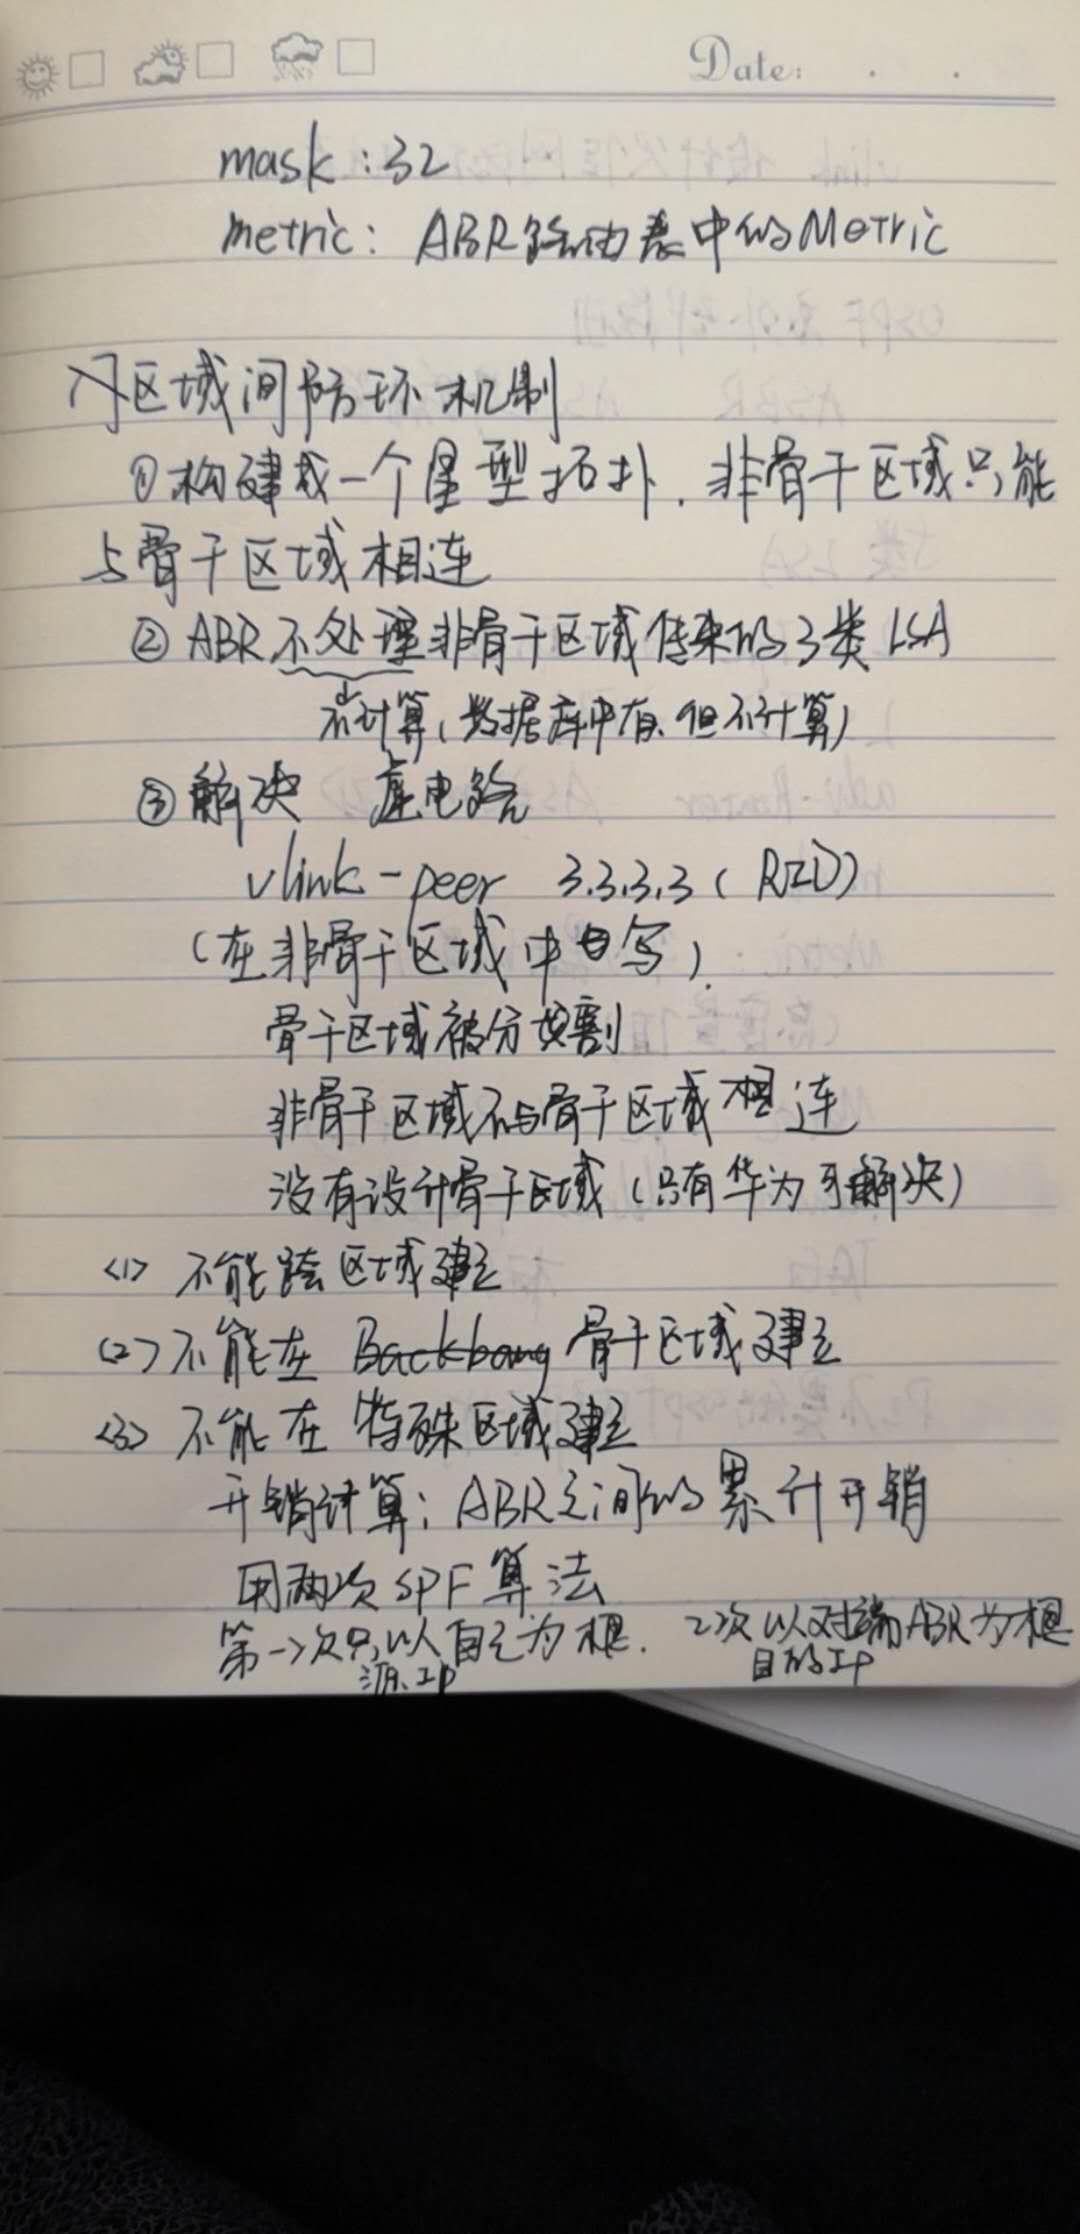 Date:
mask:32
metric: ABR路由表中的Metric
区域间防环机制
①构建成一个星型拓扑.非骨干区域只能
与骨干区域相连
②ABR不处理非骨干区域传来的3类LSA
不计算(数据库中有.但不计算)
③解决 虚电路
vlink-peer 3.3.3.3(RID)
(在非骨干区域中写)
骨干区域被分割
非骨干区域不与骨干区域相连
没有设计骨干区域(只有华为可解决)
<1> 不能跨区域建立
<2> 不能在 骨干区域建立
<3> 不能在特殊区域建立
开销计算:ABR之间的累计开销
用两次SPF算法
第一次只以自己为根. 2次以对端ABR为根
源IP 目的IP